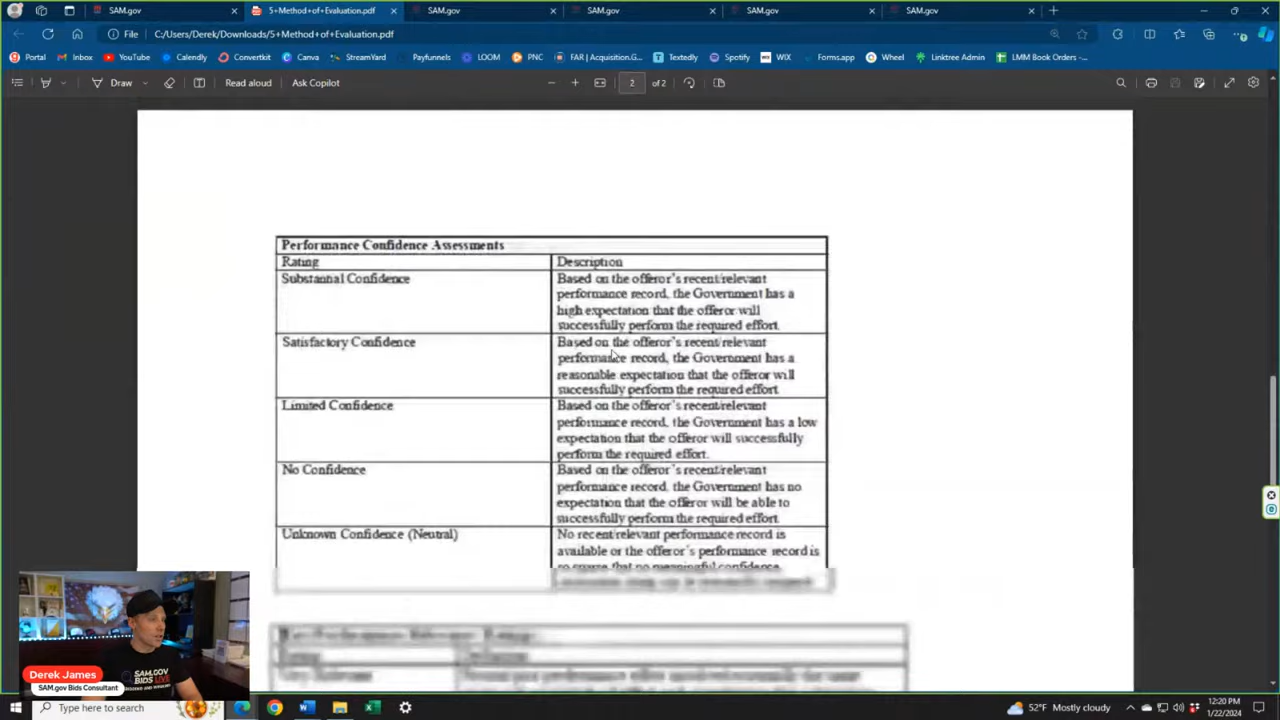 SAM.gov
5+Method+of+Evaluation.pdf
SAM.gov
SAM.gov
SAM.gov
SAM.gov
File
C:/Users/Derek/Downloads/5+Method+of+Evaluation.pdf
Portal
Inbox
YouTube
Calendly
Convertkit
Canva
StreamYard
Payfunnels
LOOM
PNC
FAR | Acquisition.G...
Textedly
Spotify
WIX
Forms.app
Wheel
Linktree Admin
LMM Book Orders -...
Draw
Read aloud
Ask Copilot
2
of 2
Performance Confidence Assessments
Rating
Description
Substantial Confidence
Based on the offeror's recent/relevant
performance record, the Government has a
high expectation that the offeror will
successfully perform the required effort.
Satisfactory Confidence
Based on the offeror's recent/relevant
performance record, the Government has a
reasonable expectation that the offeror will
successfully perform the required effort.
Limited Confidence
Based on the offeror's recent/relevant
performance record, the Government has a low
expectation that the offeror will successfully
perform the required effort.
No Confidence
Based on the offeror's recent/relevant
performance record, the Government has no
expectation that the offeror will be able to
successfully perform the required effort.
Unknown Confidence (Neutral)
No recent/relevant performance record is
available or the offeror's performance record is
so sparse that no meaningful confidence
SAM.GOV
BIDS LIVE
Derek James
SAM.gov Bids Consultant
Type here to search
52°F Mostly cloudy
12:20 PM
1/22/2024